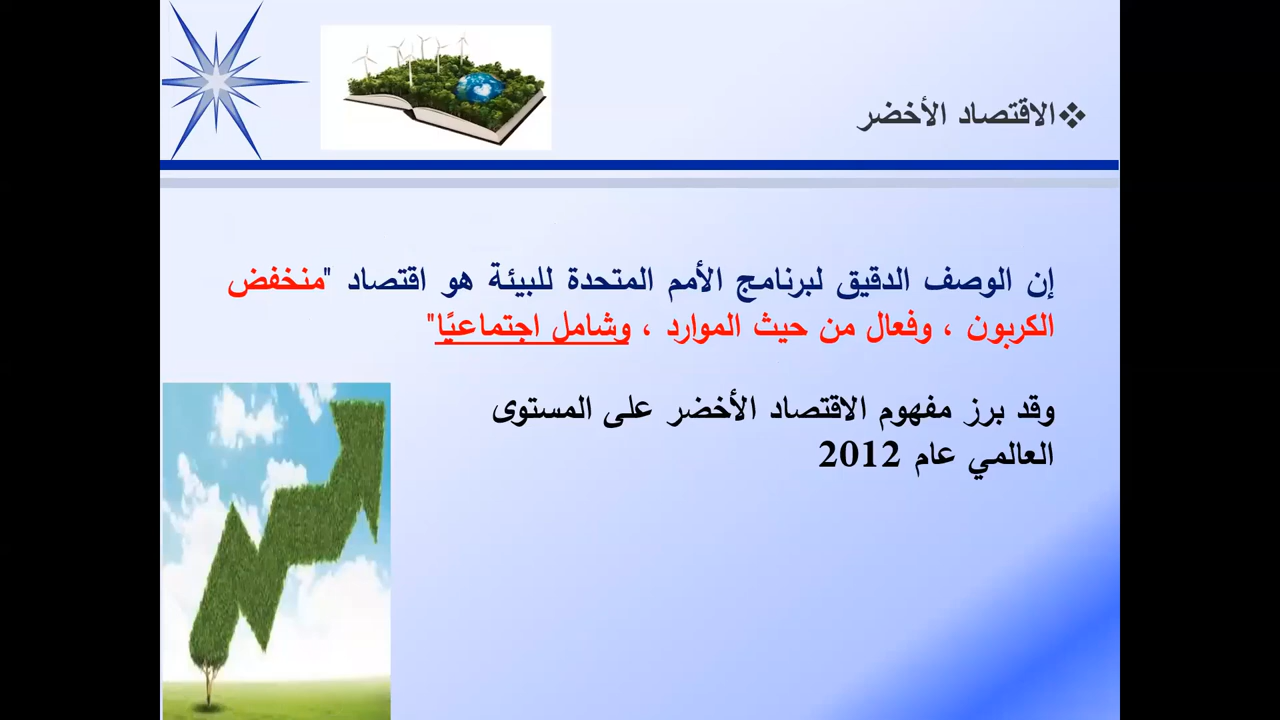 ❖الاقتصاد الأخضر
إن الوصف الدقيق لبرنامج الأمم المتحدة للبيئة هو اقتصاد "منخفض
الكربون ، وفعال من حيث الموارد ، وشامل اجتماعيًا"
وقد برز مفهوم الاقتصاد الأخضر على المستوى
العالمي عام 2012